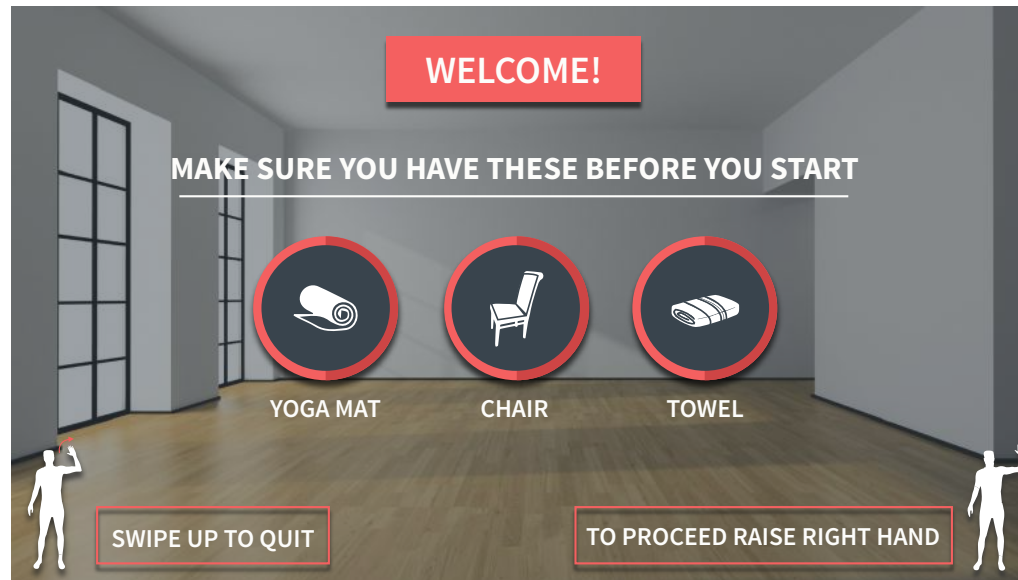 WELCOME!
MAKE SURE YOU HAVE THESE BEFORE YOU START
YOGA MAT
CHAIR
TOWEL
SWIPE UP TO QUIT
TO PROCEED RAISE RIGHT HAND